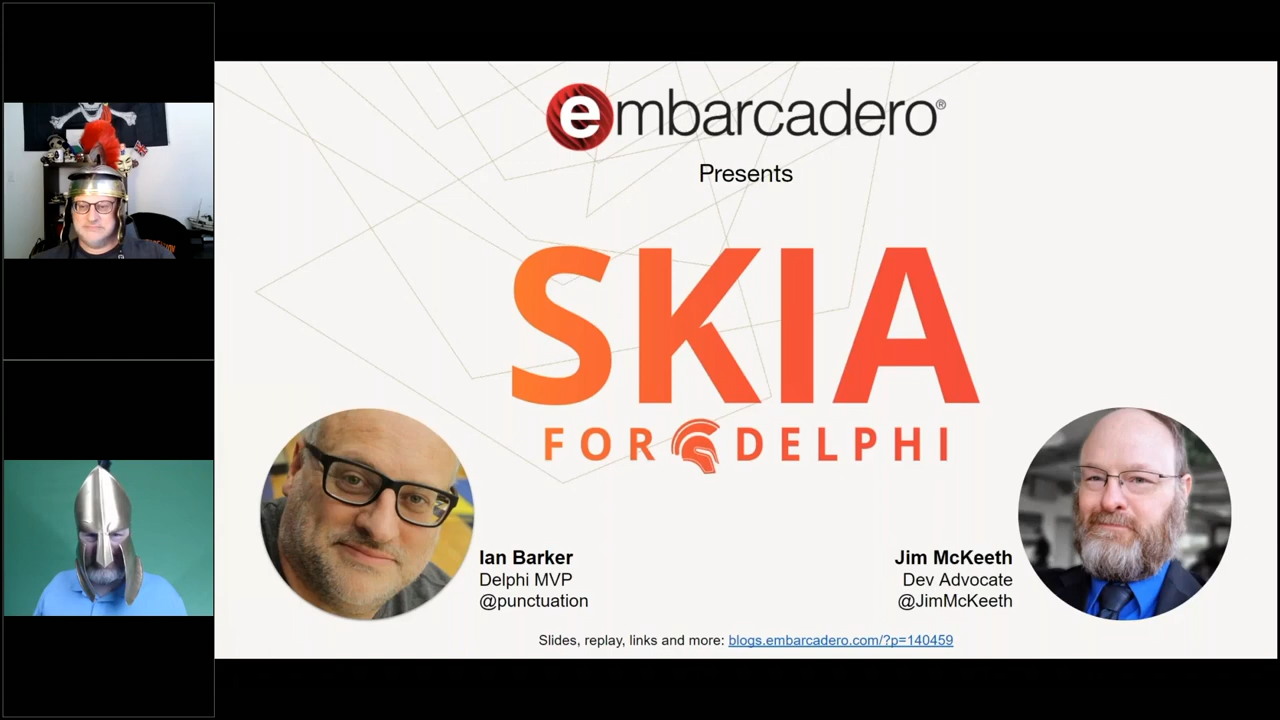 embarcadero®
Presents
SKIA
FOR DELPHI
Ian Barker
Delphi MVP
@punctuation
Jim McKeeth
Dev Advocate
@JimMcKeeth
Slides, replay, links and more: blogs.embarcadero.com/?p=140459